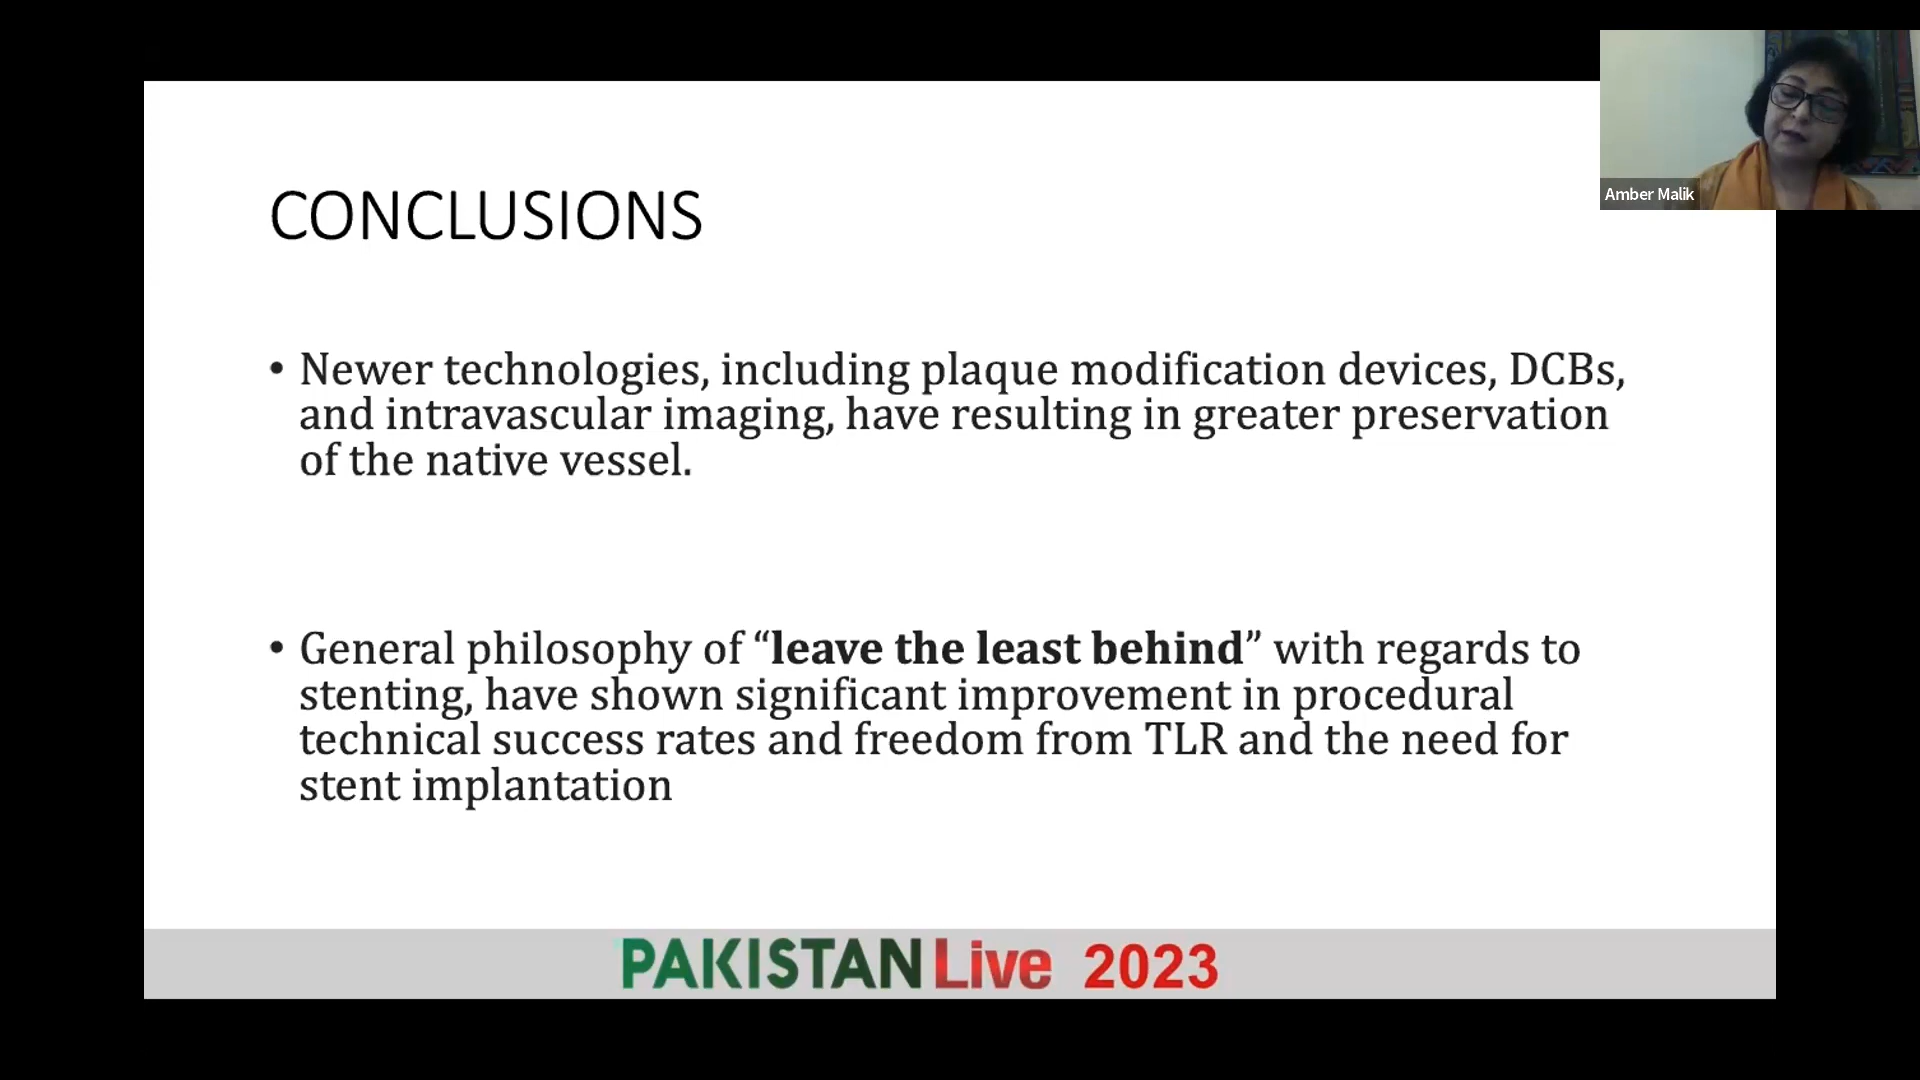 Amber Malik
CONCLUSIONS
• Newer technologies, including plaque modification devices, DCBs,
and intravascular imaging, have resulting in greater preservation
of the native vessel.
• General philosophy of “leave the least behind” with regards to
stenting, have shown significant improvement in procedural
technical success rates and freedom from TLR and the need for
stent implantation
PAKISTAN Live 2023